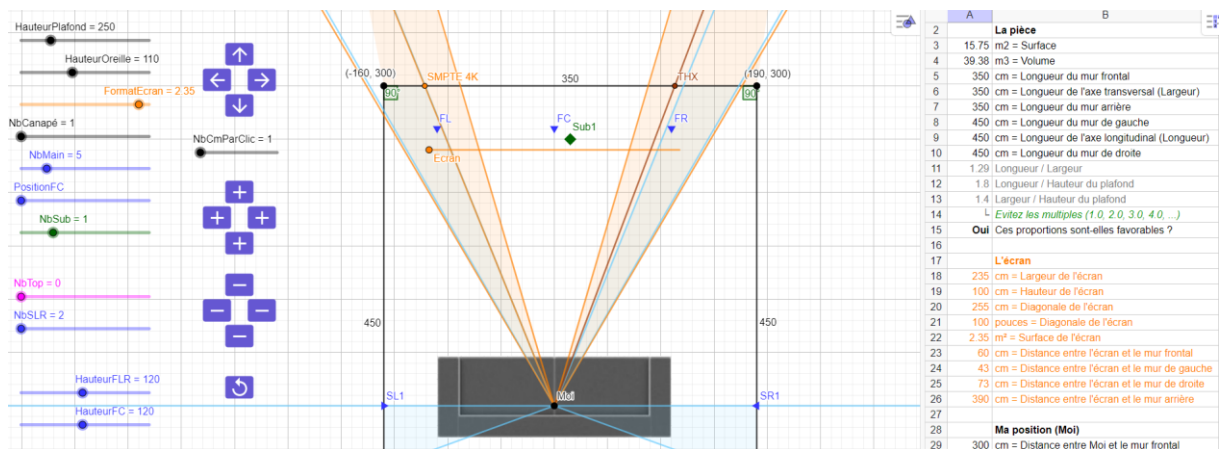 HauteurPlafond = 250
HauteurOreille = 110
FormatEcran = 2.35
NbCanapé = 1
NbCmParClic = 1
NbMain = 5
PositionFC
NbSub = 1
NbTop = 0
NbSLR = 2
HauteurFLR = 120
HauteurFC = 120
(-160, 300)
SMPTE 4K
350
THX
(190, 300)
90°
90°
FL
FC
FR
Sub1
Ecran
450
450
SL1
Moi
SR1
A B
2 La pièce
3 15.75 m2 = Surface
4 39.38 m3 = Volume
5 350 cm = Longueur du mur frontal
6 350 cm = Longueur de l'axe transversal (Largeur)
7 350 cm = Longueur du mur arrière
8 450 cm = Longueur du mur de gauche
9 450 cm = Longueur de l'axe longitudinal (Longueur)
10 450 cm = Longueur du mur de droite
11 1.29 Longueur / Largeur
12 1.8 Longueur / Hauteur du plafond
13 1.4 Largeur / Hauteur du plafond
14 └ Evitez les multiples (1.0, 2.0, 3.0, 4.0, ...)
15 Oui Ces proportions sont-elles favorables ?
16
17 L'écran
18 235 cm = Largeur de l'écran
19 100 cm = Hauteur de l'écran
20 255 cm = Diagonale de l'écran
21 100 pouces = Diagonale de l'écran
22 2.35 m² = Surface de l'écran
23 60 cm = Distance entre l'écran et le mur frontal
24 43 cm = Distance entre l'écran et le mur de gauche
25 73 cm = Distance entre l'écran et le mur de droite
26 390 cm = Distance entre l'écran et le mur arrière
27
28 Ma position (Moi)
29 300 cm = Distance entre Moi et le mur frontal